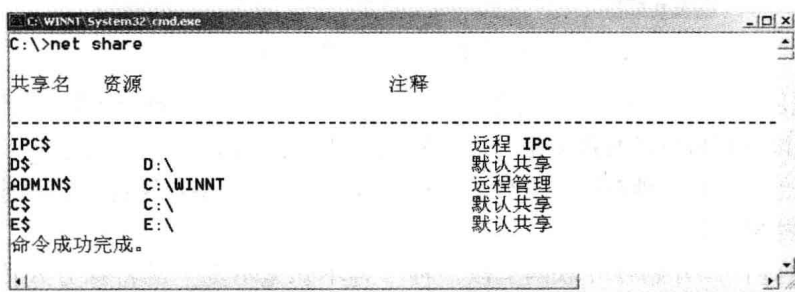 C:\WINNT\System32\cmd.exe
C:\>net share
共享名 资源 注释
-------------------------------------------------------------------------------
IPC$ 远程 IPC
D$ D:\ 默认共享
ADMIN$ C:\WINNT 远程管理
C$ C:\ 默认共享
E$ E:\ 默认共享
命令成功完成。